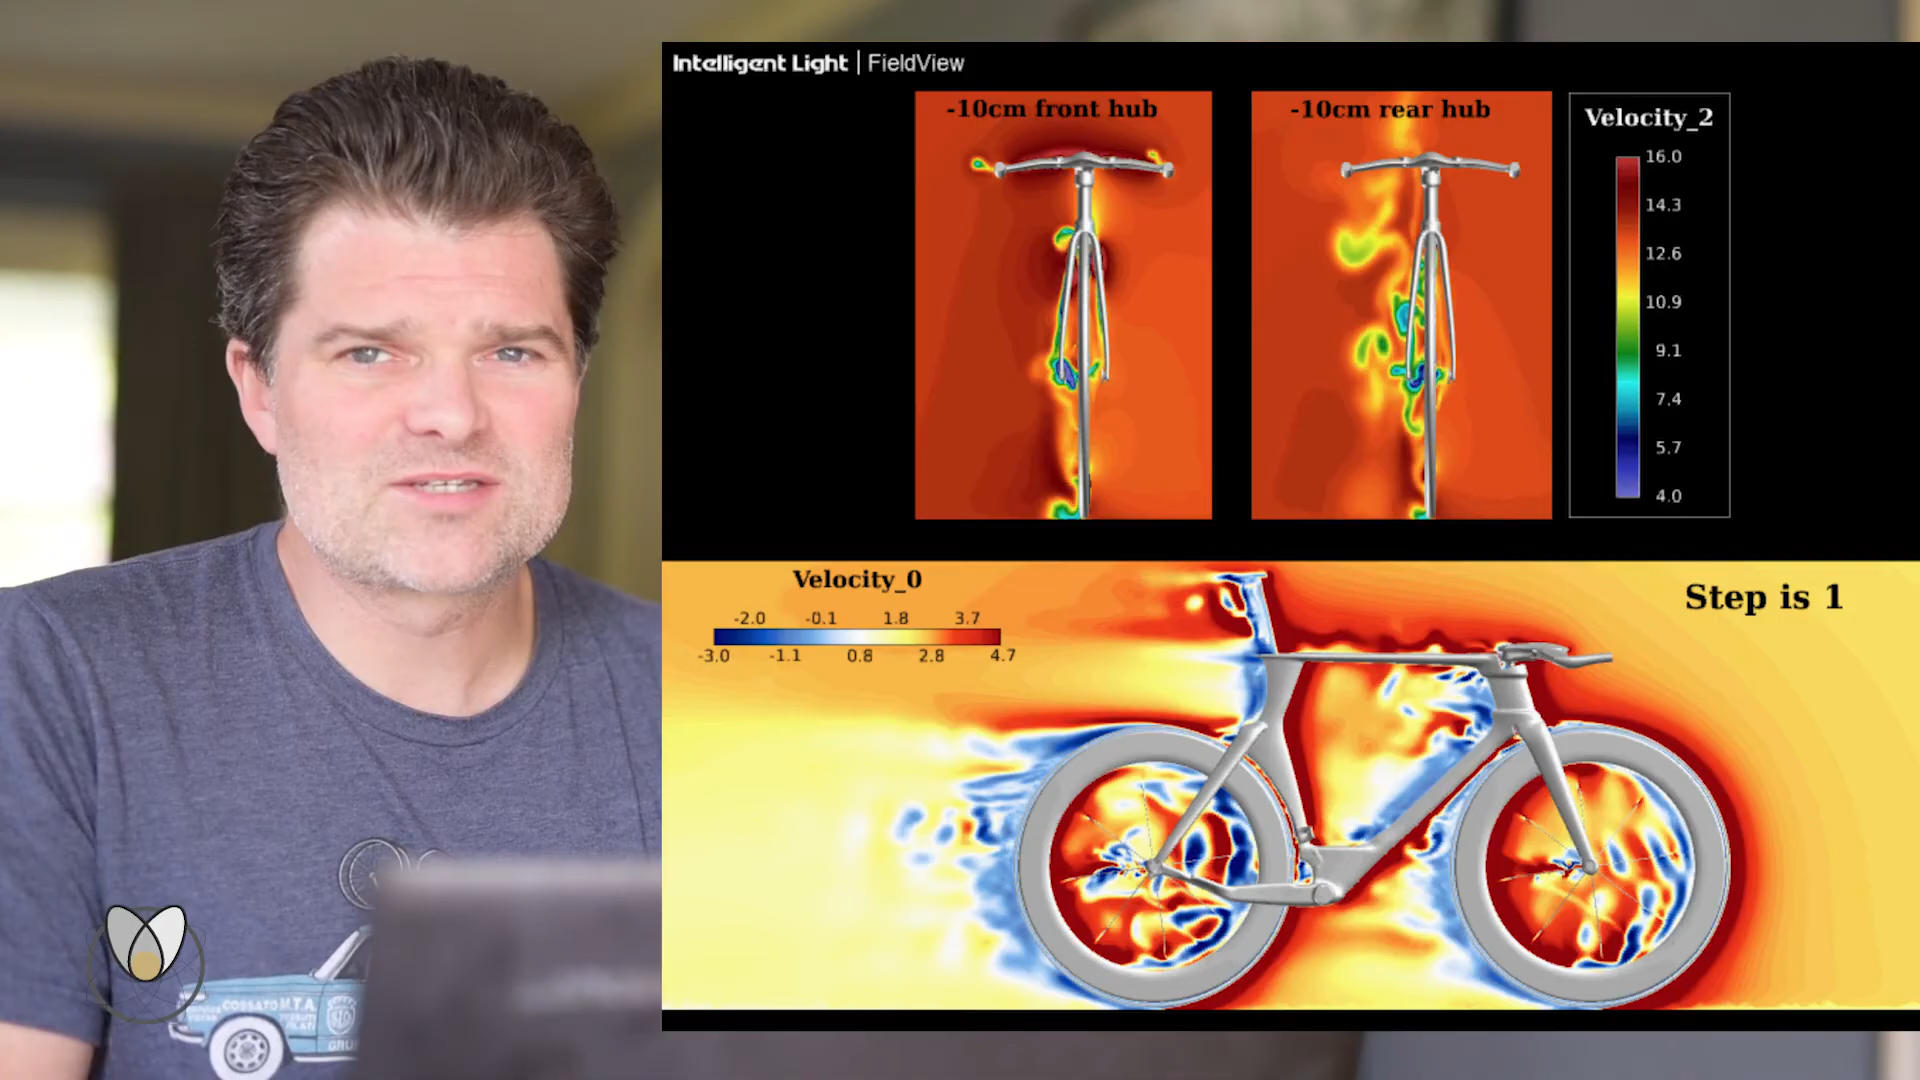 Intelligent Light | FieldView
-10cm front hub
-10cm rear hub
Velocity_2
16.0
14.3
12.6
10.9
9.1
7.4
5.7
4.0
Velocity_0
-2.0 -0.1 1.8 3.7
-3.0 -1.1 0.8 2.8 4.7
Step is 1
COSSATO M.T.A.